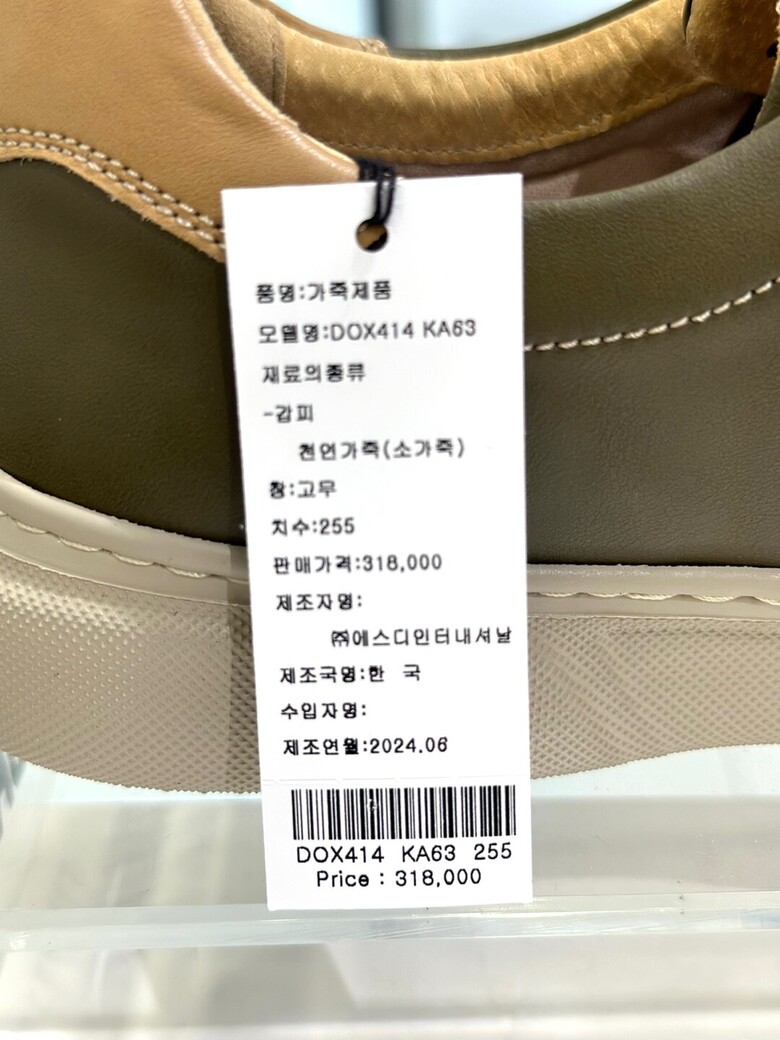 품명:가죽제품
모델명:DOX414 KA63
재료의종류
-갑피
천연가죽(소가죽)
창:고무
치수:255
판매가격:318,000
제조자명:
㈜에스디인터내셔날
제조국명:한 국
수입자명:
제조연월:2024.06
DOX414 KA63 255
Price : 318,000